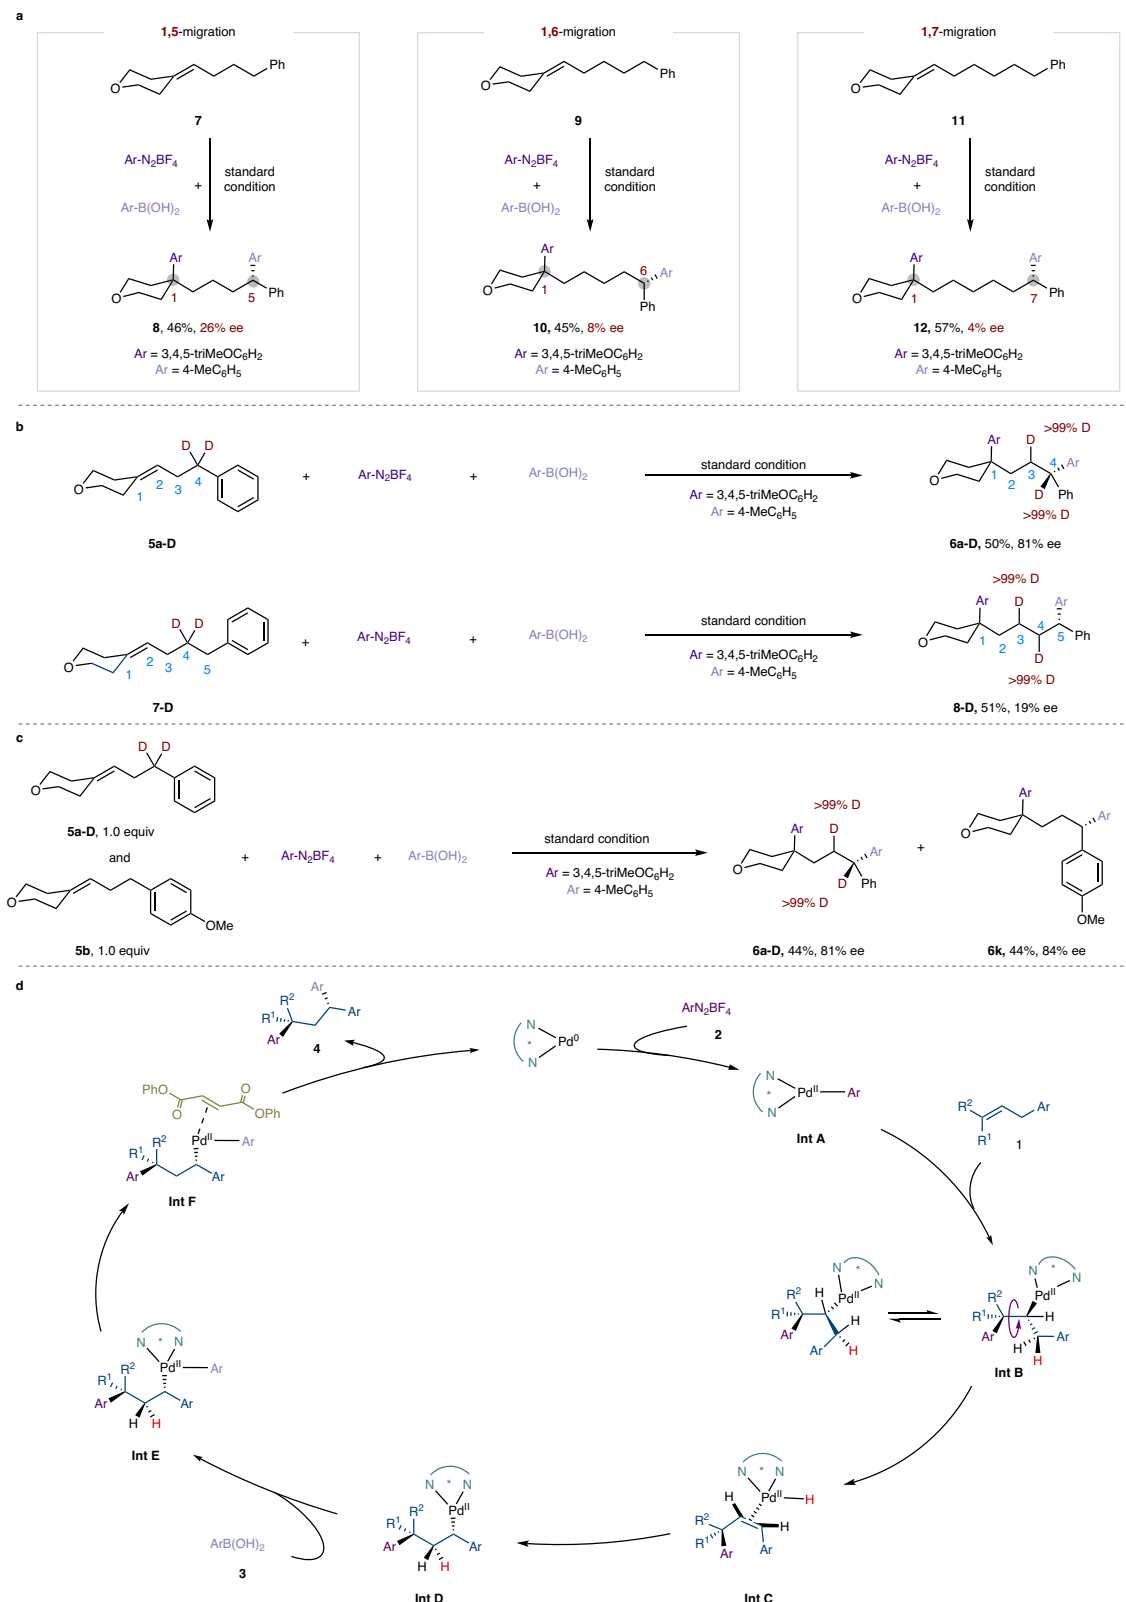 a
1,5-migration
Ph
O
7
Ar-N2BF4
+
Ar-B(OH)2
standard
condition
Ar
Ar
O
1
5
Ph
8, 46%, 26% ee
Ar = 3,4,5-triMeOC6H2
Ar = 4-MeC6H5
1,6-migration
Ph
O
9
Ar-N2BF4
+
Ar-B(OH)2
standard
condition
Ar
6
Ar
O
1
Ph
10, 45%, 8% ee
Ar = 3,4,5-triMeOC6H2
Ar = 4-MeC6H5
1,7-migration
Ph
O
11
Ar-N2BF4
+
Ar-B(OH)2
standard
condition
Ar
Ar
O
1
7
Ph
12, 57%, 4% ee
Ar = 3,4,5-triMeOC6H2
Ar = 4-MeC6H5
b
D D
O
1
2
3
4
5a-D
+
Ar-N2BF4
+
Ar-B(OH)2
standard condition
Ar = 3,4,5-triMeOC6H2
Ar = 4-MeC6H5
>99% D
Ar
D
4
Ar
O
1
2
3
D
Ph
>99% D
6a-D, 50%, 81% ee
D D
O
1
2
3
4
5
7-D
+
Ar-N2BF4
+
Ar-B(OH)2
standard condition
Ar = 3,4,5-triMeOC6H2
Ar = 4-MeC6H5
>99% D
Ar
D
Ar
O
1
2
3
4
5
Ph
D
>99% D
8-D, 51%, 19% ee
c
D D
O
5a-D, 1.0 equiv
and
O
OMe
5b, 1.0 equiv
+
Ar-N2BF4
+
Ar-B(OH)2
standard condition
Ar = 3,4,5-triMeOC6H2
Ar = 4-MeC6H5
>99% D
Ar
D
Ar
O
D
Ph
>99% D
6a-D, 44%, 81% ee
+
Ar
Ar
O
OMe
6k, 44%, 84% ee
d
Ar
R2
R1
Ar
Ar
4
N
*
Pd0
N
ArN2BF4
2
N
*
PdII
Ar
N
Int A
R2
Ar
R1
1
N
*
N
PdII
H
R2
R1
H
Ar
Ar
H
N
*
N
PdII
R2
R1
H
Ar
H
Ar
H
Int B
N
*
N
PdII
H
H
R2
H
R1
Ar
Ar
Int C
N
*
N
PdII
R2
R1
Ar
Ar
H
H
Int D
ArB(OH)2
3
N
*
N
PdII
Ar
R2
R1
Ar
Ar
H
H
Int E
PhO
O
O
OPh
PdII
Ar
R2
R1
Ar
Ar
Int F